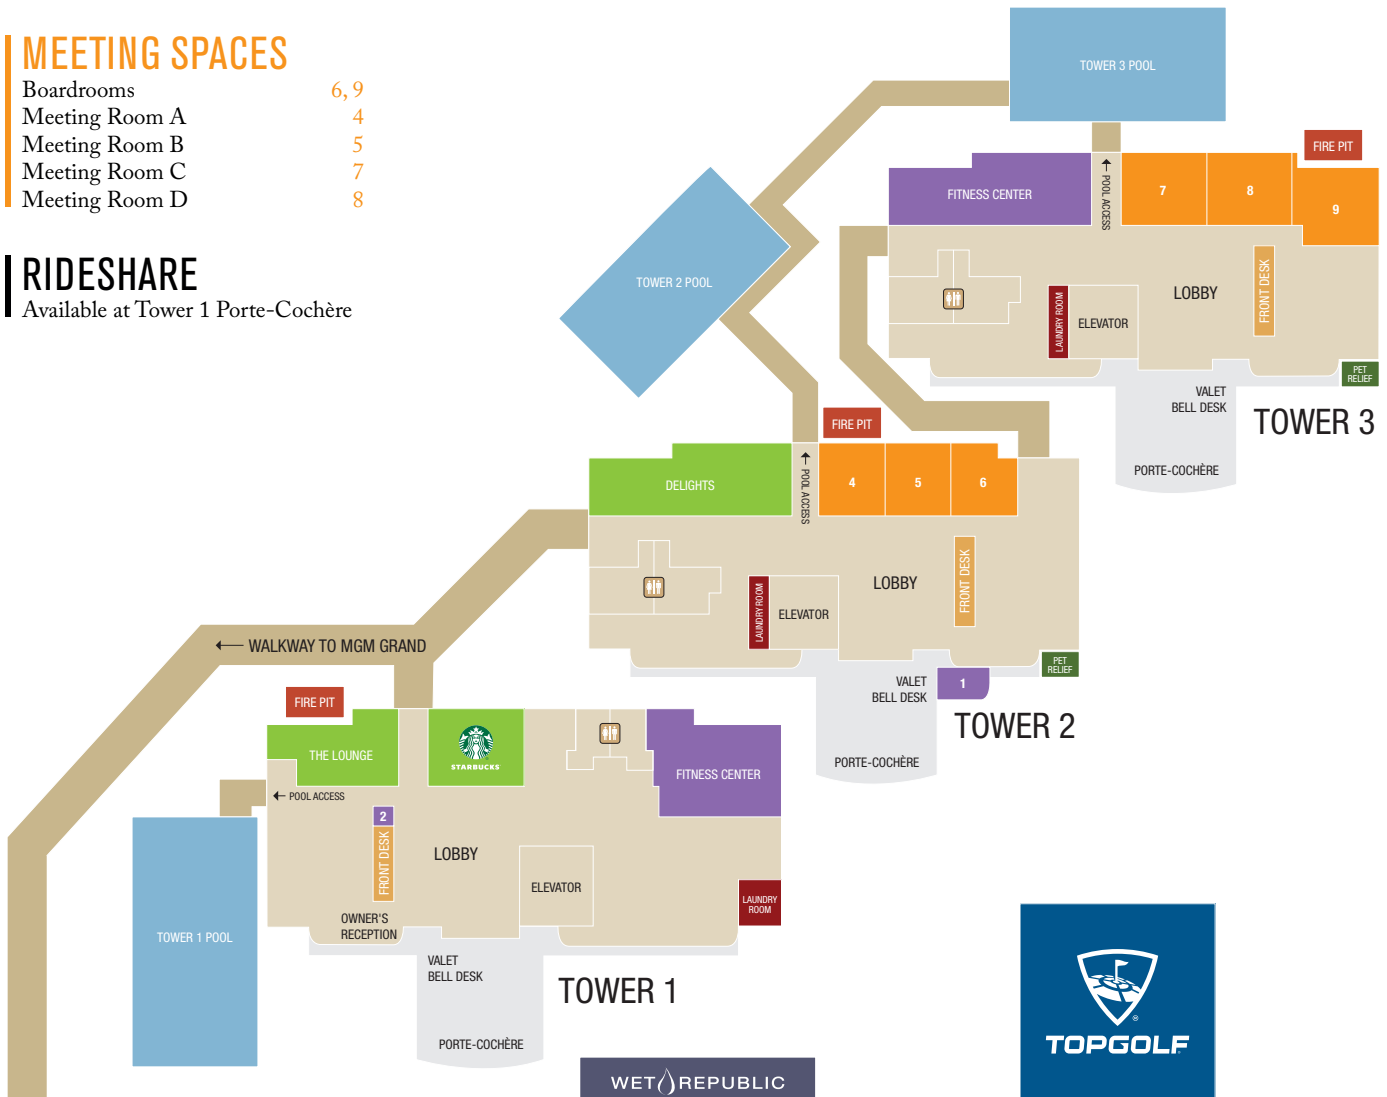 MEETING SPACES
Boardrooms 6, 9
Meeting Room A 4
Meeting Room B 5
Meeting Room C 7
Meeting Room D 8
RIDESHARE
Available at Tower 1 Porte-Cochère
TOWER 3 POOL
FIRE PIT
FITNESS CENTER
POOL ACCESS
7
8
9
LOBBY
FRONT DESK
LAUNDRY ROOM
ELEVATOR
PET
RELIEF
VALET
BELL DESK
TOWER 3
PORTE-COCHÈRE
TOWER 2 POOL
FIRE PIT
DELIGHTS
POOL ACCESS
4
5
6
LOBBY
FRONT DESK
LAUNDRY ROOM
ELEVATOR
PET
RELIEF
VALET
BELL DESK
1
TOWER 2
PORTE-COCHÈRE
WALKWAY TO MGM GRAND
FIRE PIT
THE LOUNGE
STARBUCKS
FITNESS CENTER
POOL ACCESS
2
FRONT DESK
LOBBY
ELEVATOR
LAUNDRY
ROOM
OWNER'S
RECEPTION
TOWER 1 POOL
VALET
BELL DESK
TOWER 1
PORTE-COCHÈRE
WET REPUBLIC
TOPGOLF